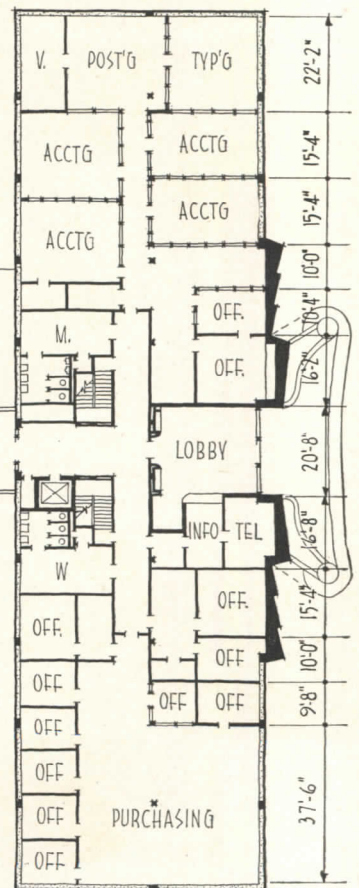 V. POST'G TYP'G 22'-2"
ACCTG ACCTG 15'-4"
ACCTG ACCTG 15'-4"
10'-0"
OFF. 10'-4"
M. OFF. 16'-2"
LOBBY 20'-8"
INFO TEL 16'-8"
W OFF. 15'-4"
OFF.
OFF OFF 10'-0"
OFF OFF OFF 9'-8"
OFF
OFF PURCHASING 37'-6"
OFF